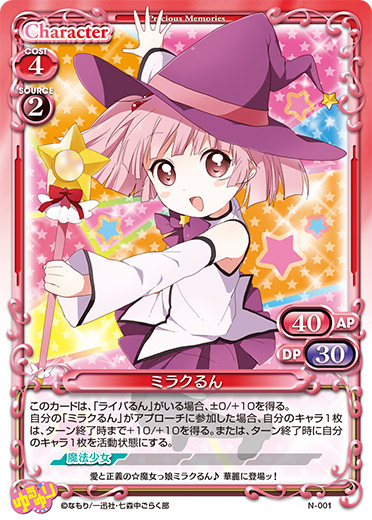 Precious Memories
Character
COST
4
SOURCE
2
40 AP
DP 30
ミラクるん
このカードは、「ライバるん」がいる場合、±0/+10を得る。
自分の「ミラクるん」がアプローチに参加した場合、自分のキャラ1枚
は、ターン終了時まで+10/+10を得る。または、ターン終了時に自分
のキャラ1枚を活動状態にする。
魔法少女
愛と正義の☆魔女っ娘ミラクるん♪ 華麗に登場ッ!
ゆるゆり
©なもり/一迅社・七森中ごらく部
N-001